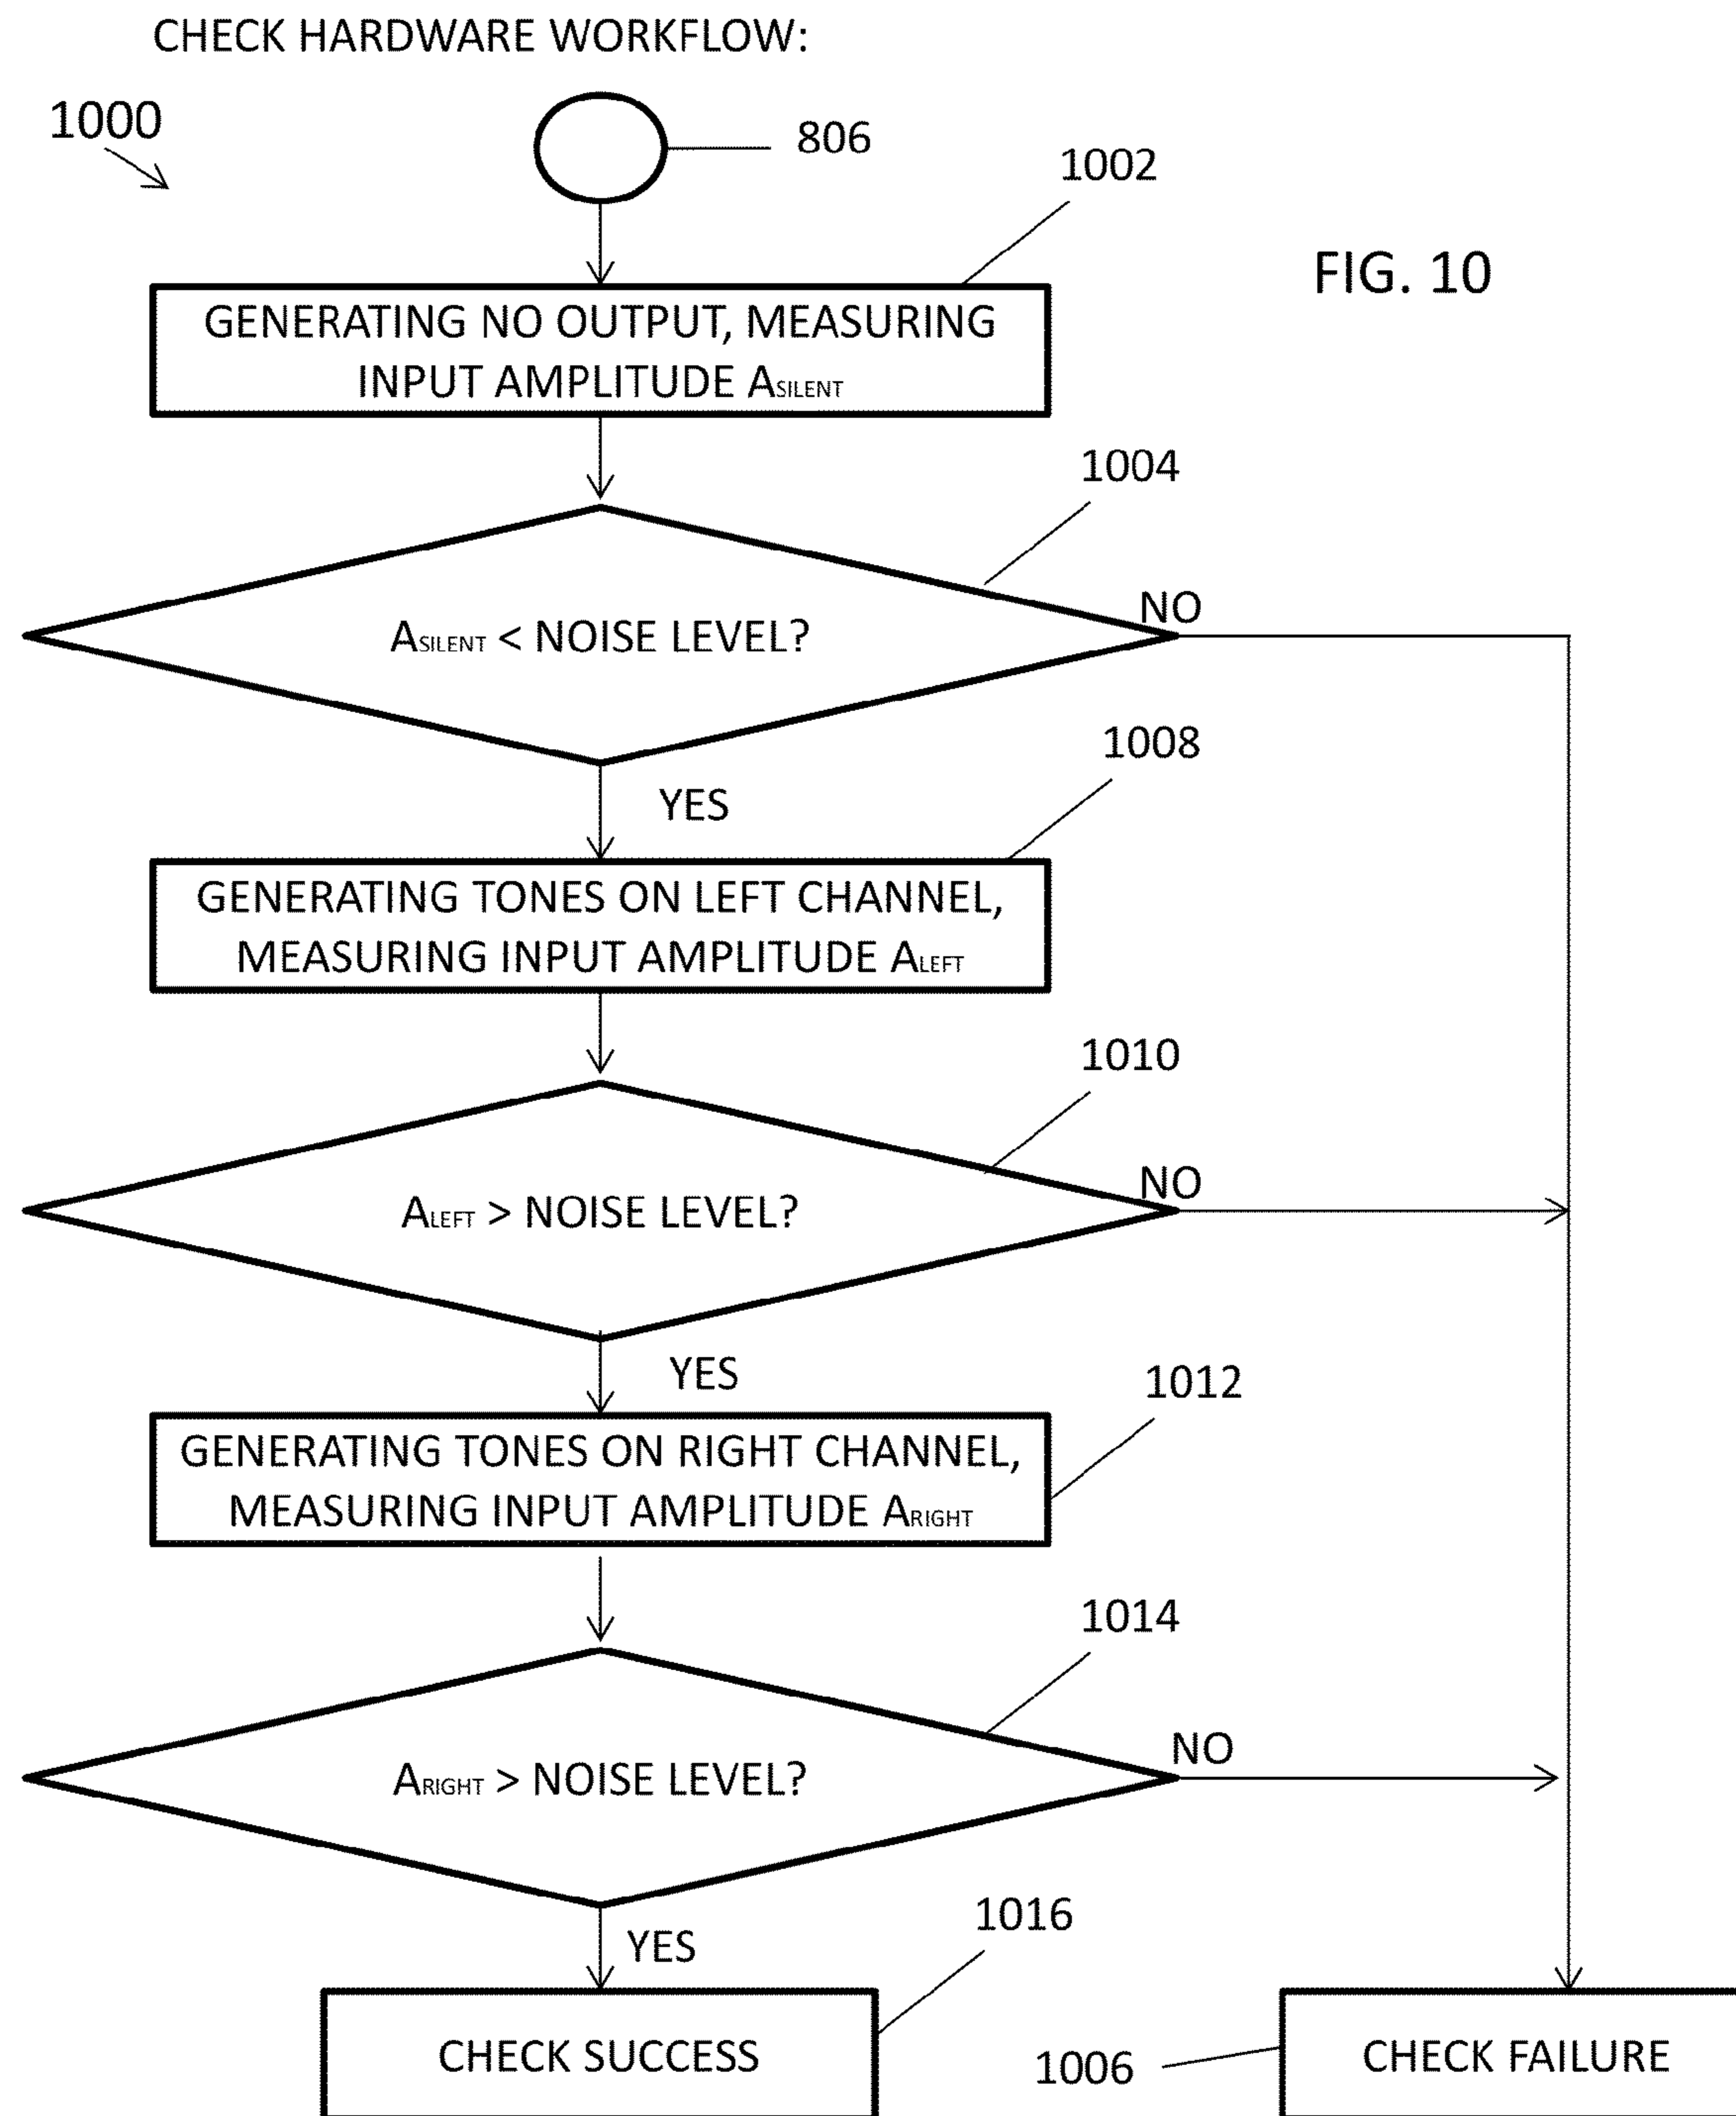 CHECK HARDWARE WORKFLOW:
1000
806
1002
FIG. 10
GENERATING NO OUTPUT, MEASURING
INPUT AMPLITUDE ASILENT
1004
NO
ASILENT < NOISE LEVEL?
1008
YES
GENERATING TONES ON LEFT CHANNEL,
MEASURING INPUT AMPLITUDE ALEFT
1010
NO
ALEFT > NOISE LEVEL?
YES
1012
GENERATING TONES ON RIGHT CHANNEL,
MEASURING INPUT AMPLITUDE ARIGHT
1014
NO
ARIGHT > NOISE LEVEL?
1016
YES
CHECK SUCCESS
1006
CHECK FAILURE